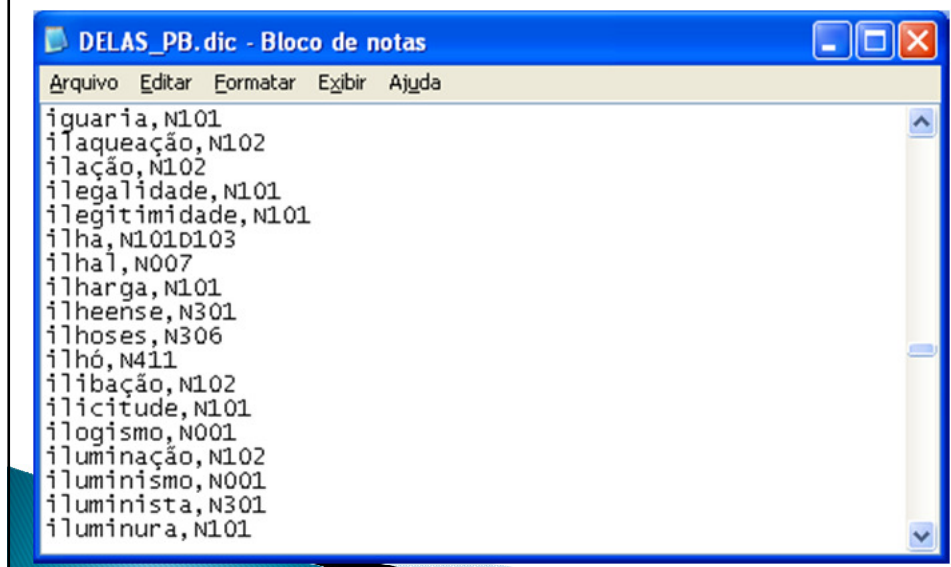 DELAS_PB.dic - Bloco de notas
Arquivo Editar Formatar Exibir Ajuda
iguaria,N101
ilaqueação,N102
ilação,N102
ilegalidade,N101
ilegitimidade,N101
ilha,N101D103
ilhal,N007
ilharga,N101
ilheense,N301
ilhoses,N306
ilhó,N411
ilibação,N102
ilicitude,N101
ilogismo,N001
iluminação,N102
iluminismo,N001
iluminista,N301
iluminura,N101